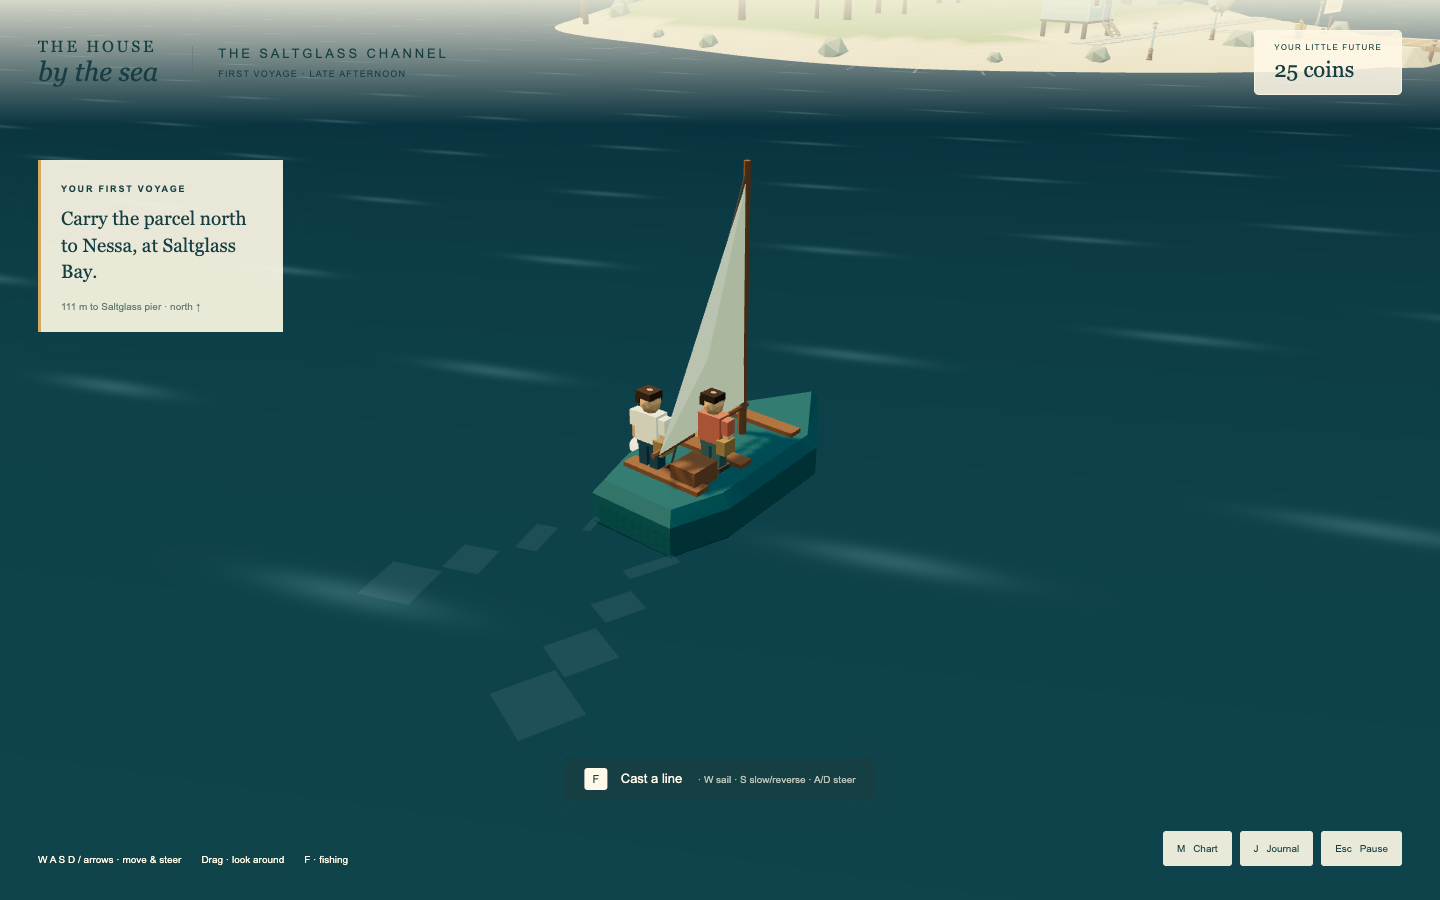 THE HOUSE
by the sea
THE SALTGLASS CHANNEL
FIRST VOYAGE · LATE AFTERNOON
YOUR LITTLE FUTURE
25 coins
YOUR FIRST VOYAGE
Carry the parcel north
to Nessa, at Saltglass
Bay.
111 m to Saltglass pier · north ↑
F Cast a line · W sail · S slow/reverse · A/D steer
W A S D / arrows · move & steer Drag · look around F · fishing
M Chart J Journal Esc Pause